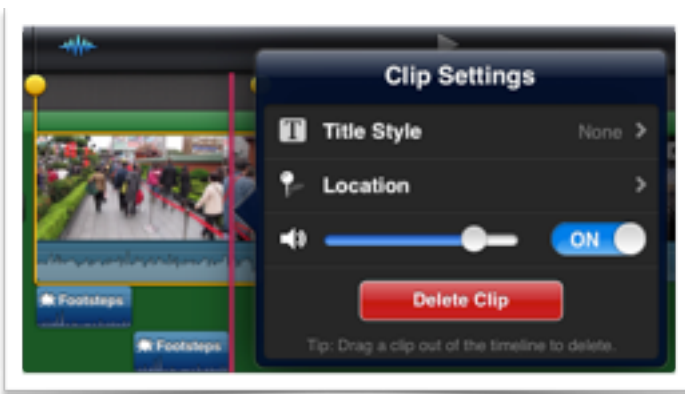 Clip Settings
T Title Style None >
Location >
ON
Delete Clip
Tip: Drag a clip out of the timeline to delete.
Footsteps
Footsteps